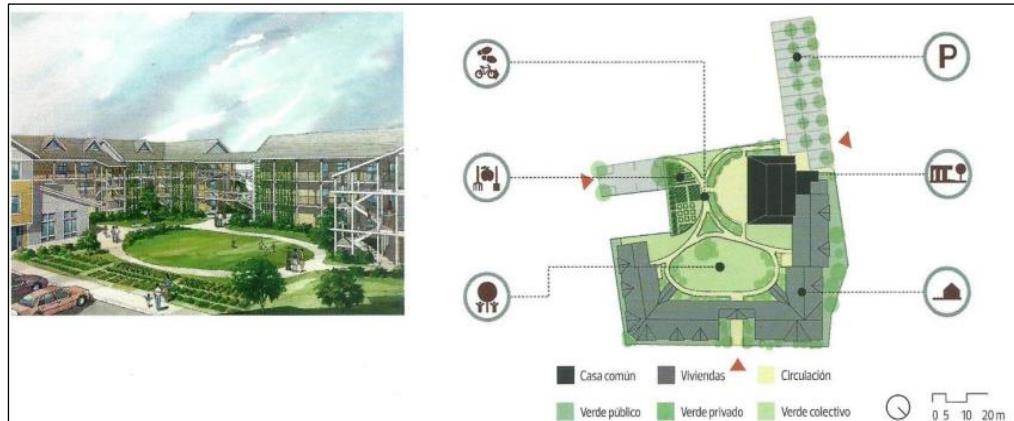 P
Casa común
Viviendas
Circulación
Verde público
Verde privado
Verde colectivo
0 5 10 20 m